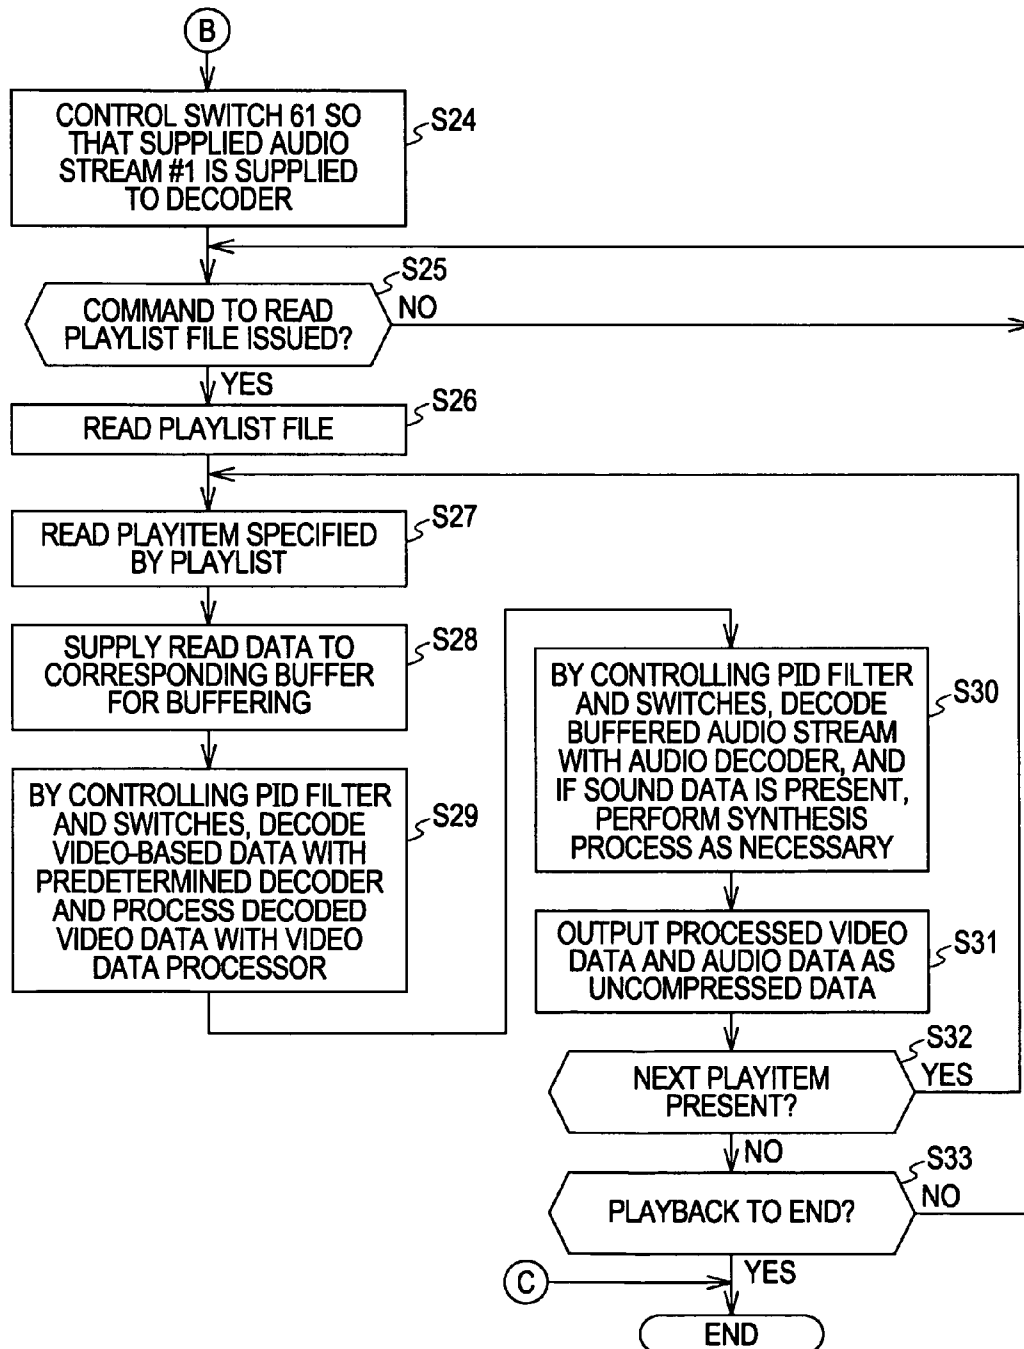 B
CONTROL SWITCH 61 SO
THAT SUPPLIED AUDIO
STREAM #1 IS SUPPLIED
TO DECODER
S24
S25
COMMAND TO READ
PLAYLIST FILE ISSUED?
NO
YES
S26
READ PLAYLIST FILE
S27
READ PLAYITEM SPECIFIED
BY PLAYLIST
S28
SUPPLY READ DATA TO
CORRESPONDING BUFFER
FOR BUFFERING
S29
BY CONTROLLING PID FILTER
AND SWITCHES, DECODE
VIDEO-BASED DATA WITH
PREDETERMINED DECODER
AND PROCESS DECODED
VIDEO DATA WITH VIDEO
DATA PROCESSOR
S30
BY CONTROLLING PID FILTER
AND SWITCHES, DECODE
BUFFERED AUDIO STREAM
WITH AUDIO DECODER, AND
IF SOUND DATA IS PRESENT,
PERFORM SYNTHESIS
PROCESS AS NECESSARY
S31
OUTPUT PROCESSED VIDEO
DATA AND AUDIO DATA AS
UNCOMPRESSED DATA
S32
NEXT PLAYITEM
PRESENT?
YES
NO
S33
PLAYBACK TO END?
NO
YES
C
END